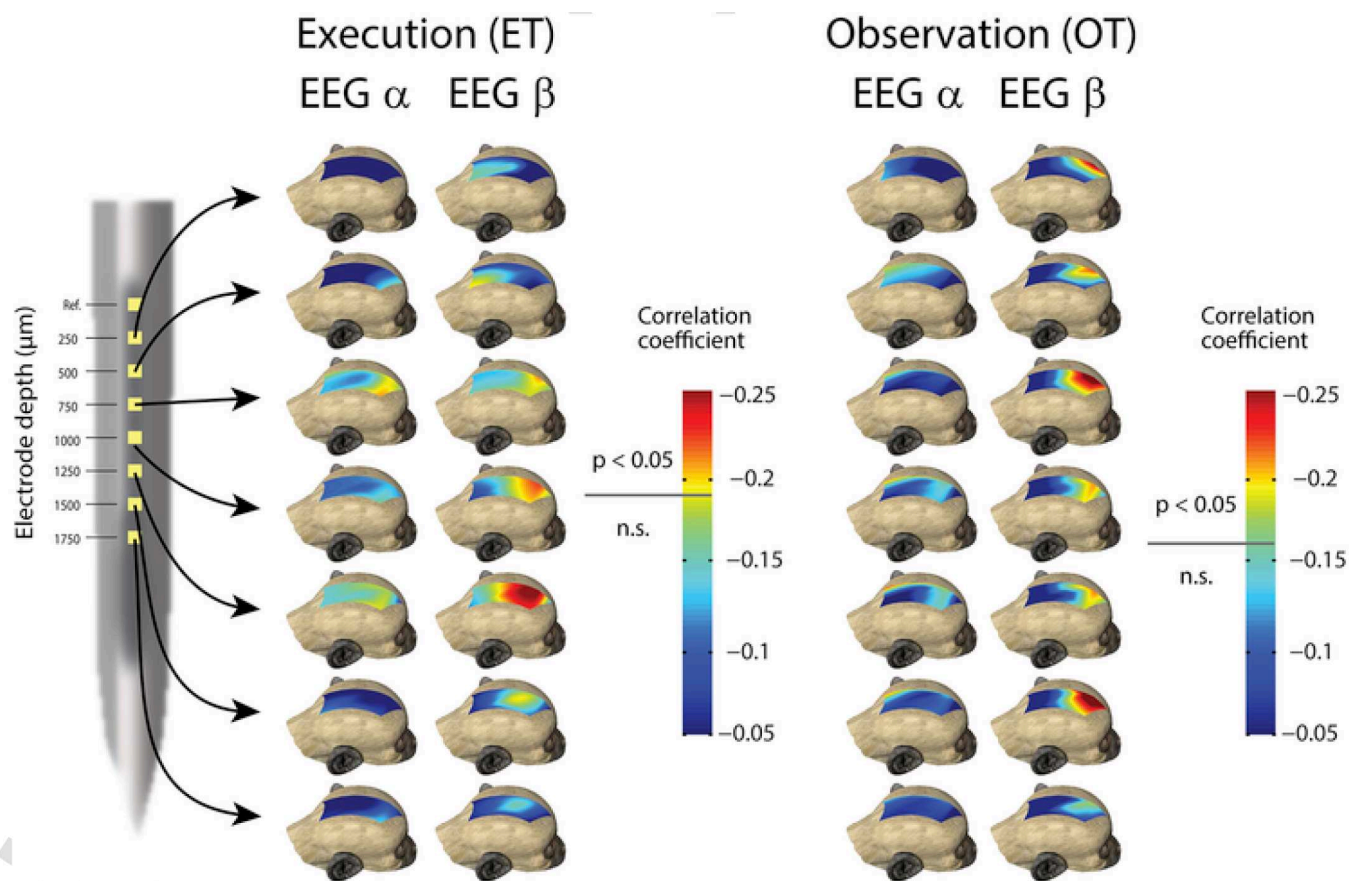 Execution (ET)
EEG α EEG β
Observation (OT)
EEG α EEG β
Electrode depth (μm)
Ref.
250
500
750
1000
1250
1500
1750
Correlation
coefficient
p < 0.05
n.s.
−0.25
−0.2
−0.15
−0.1
−0.05
Correlation
coefficient
p < 0.05
n.s.
−0.25
−0.2
−0.15
−0.1
−0.05